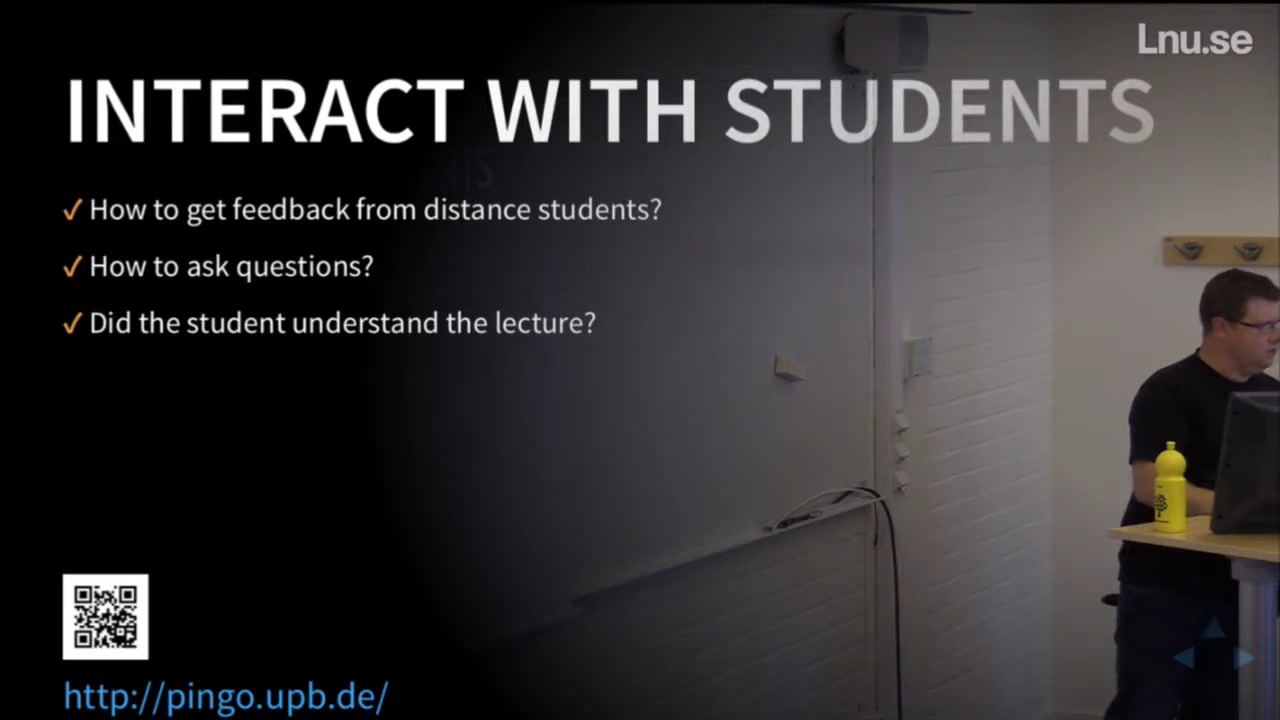 Lnu.se
INTERACT WITH STUDENTS
✓ How to get feedback from distance students?
✓ How to ask questions?
✓ Did the student understand the lecture?
http://pingo.upb.de/